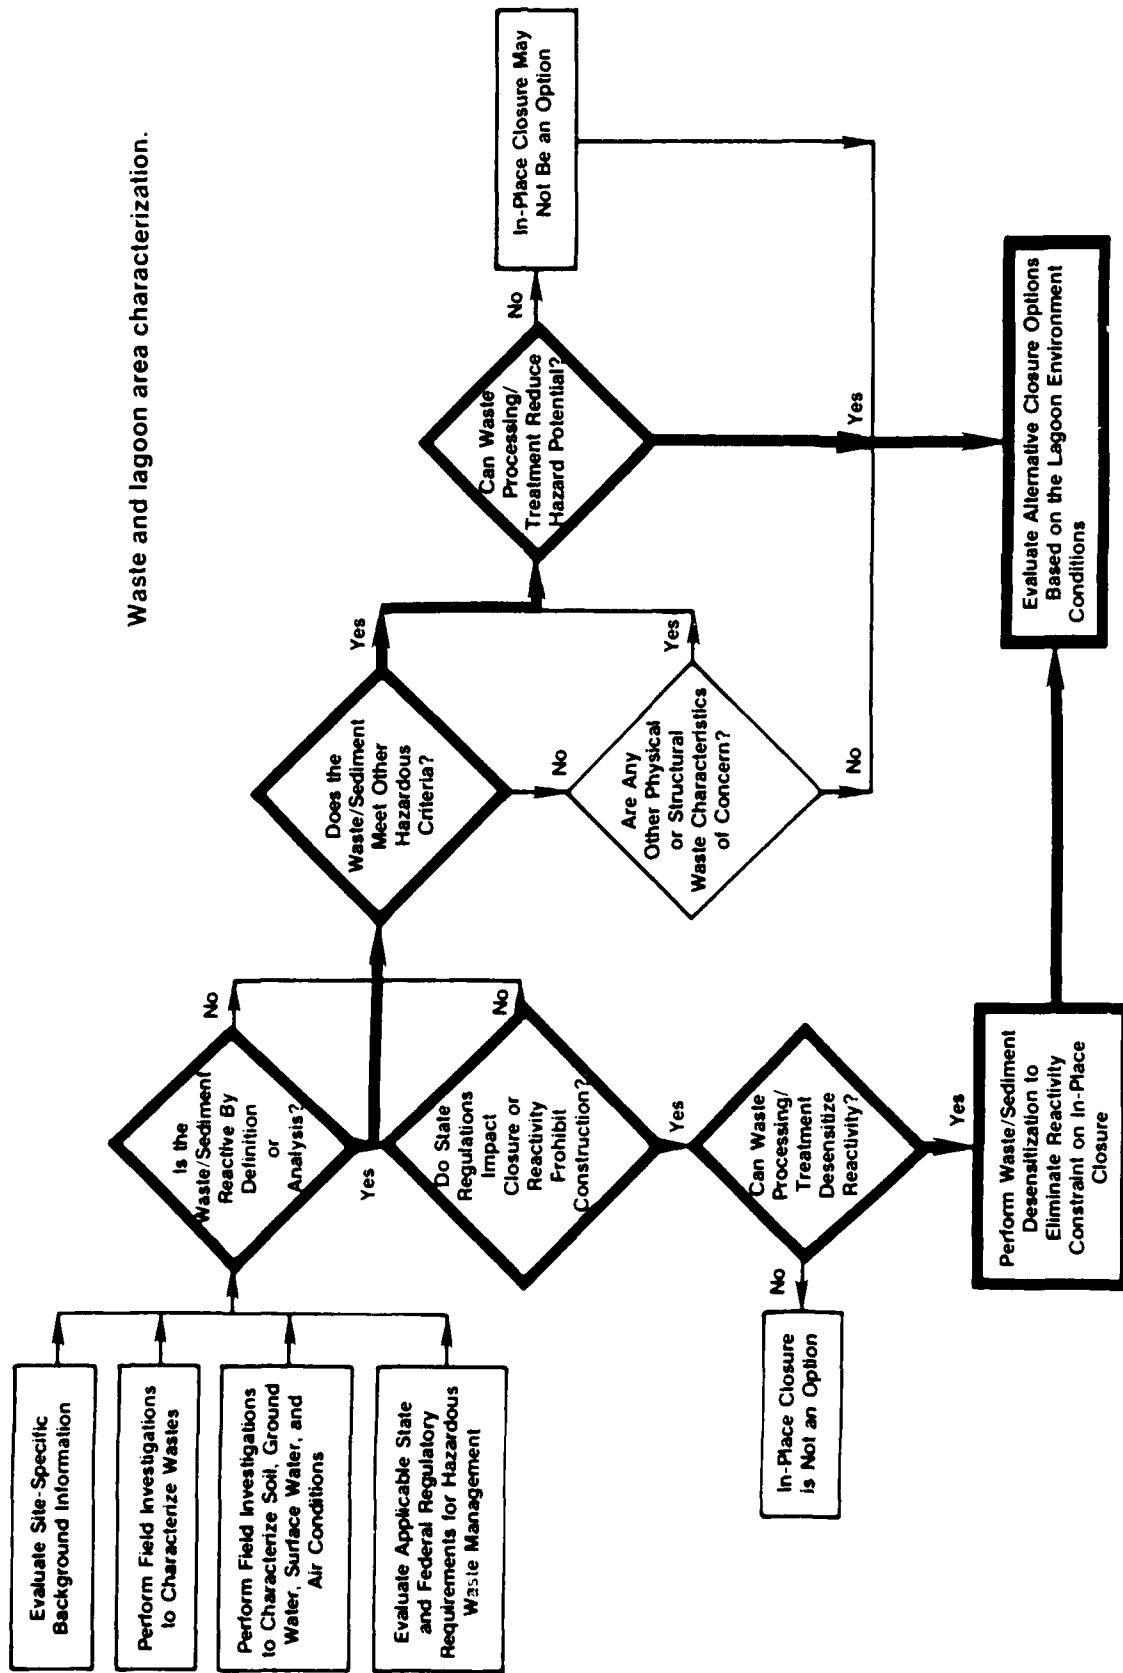 Waste and lagoon area characterization.
Evaluate Site-Specific
Background Information
Perform Field Investigations
to Characterize Wastes
Perform Field Investigations
to Characterize Soil, Ground
Water, Surface Water, and
Air Conditions
Evaluate Applicable State
and Federal Regulatory
Requirements for Hazardous
Waste Management
Is the
Waste/Sediment
Reactive By
Definition
or
Analysis?
No
Yes
Do State
Regulations
Impact
Closure or
Reactivity
Frohibit
Construction?
No
Yes
Can Waste
Processing/
Treatment
Desensitize
Reactivity?
No
In-Place Closure
is Not an Option
Yes
Perform Waste/Sediment
Desensitization to
Eliminate Reactivity
Constraint on In-Place
Closure
Does the
Waste/Sediment
Meet Other
Hazardous
Criteria?
Yes
No
Are Any
Other Physical
or Structural
Waste Characteristics
of Concern?
Yes
No
Can Waste
Processing/
Treatment Reduce
Hazard Potential?
No
In-Place Closure May
Not Be an Option
Yes
Evaluate Alternative Closure Options
Based on the Lagoon Environment
Conditions